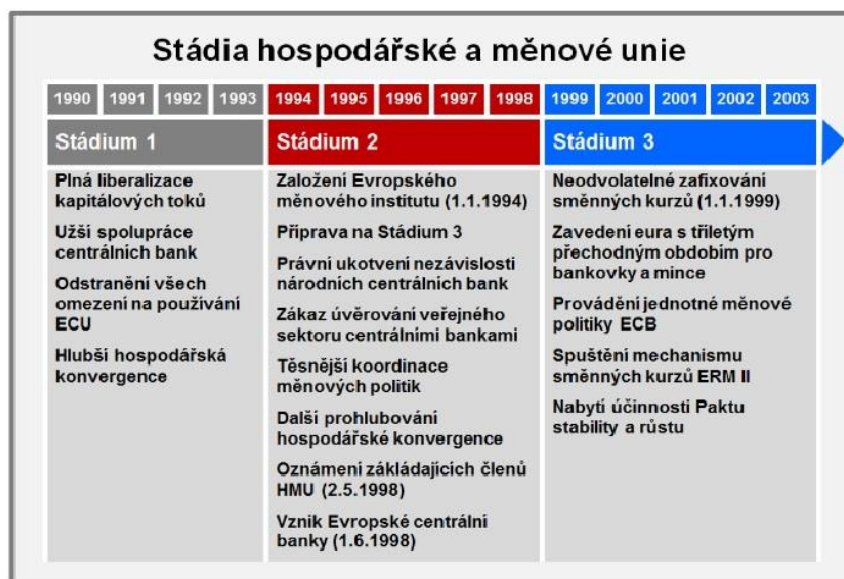 Stádia hospodářské a měnové unie
1990 1991 1992 1993 1994 1995 1996 1997 1998 1999 2000 2001 2002 2003
Stádium 1
Plná liberalizace
kapitálových toků
Užší spolupráce
centrálních bank
Odstranění všech
omezení na používání
ECU
Hlubší hospodářská
konvergence
Stádium 2
Založení Evropského
měnového institutu (1.1.1994)
Příprava na Stádium 3
Právní ukotvení nezávislosti
národních centrálních bank
Zákaz úvěrování veřejného
sektoru centrálními bankami
Těsnější koordinace
měnových politik
Další prohlubování
hospodářské konvergence
Oznámení zákládajících členů
HMU (2.5.1998)
Vznik Evropské centrální
banky (1.6.1998)
Stádium 3
Neodvolatelné zafixování
směnných kurzů (1.1.1999)
Zavedení eura s tříletým
přechodným obdobím pro
bankovky a mince
Provádění jednotné měnové
politiky ECB
Spuštění mechanismu
směnných kurzů ERM II
Nabytí účinnosti Paktu
stability a růstu